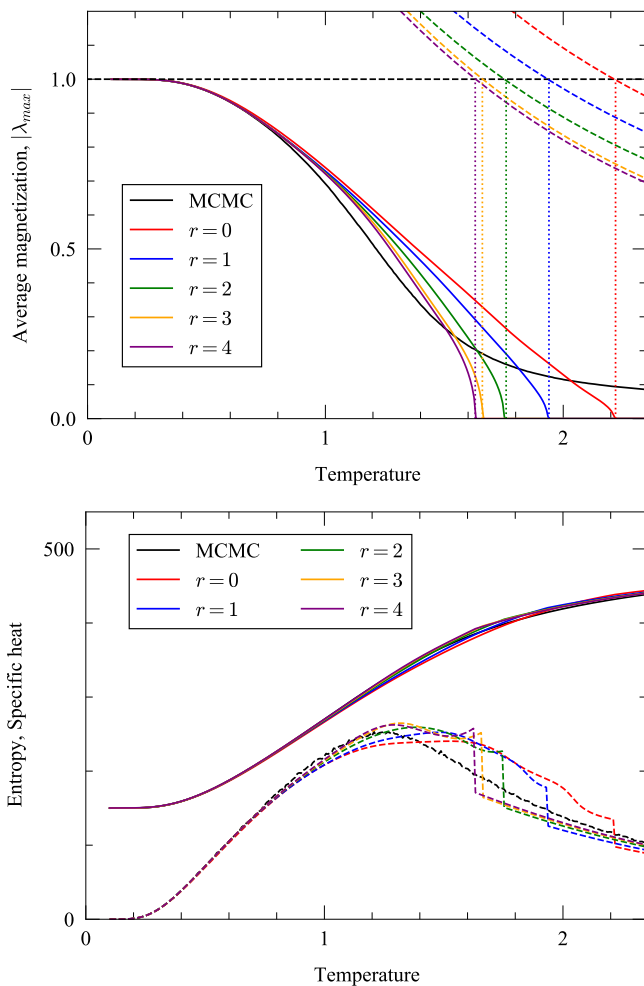 Average magnetization, |λ_max|
1.0
0.5
0.0
MCMC
r = 0
r = 1
r = 2
r = 3
r = 4
0 1 2
Temperature
Entropy, Specific heat
500
0
MCMC r = 2
r = 0 r = 3
r = 1 r = 4
0 1 2
Temperature